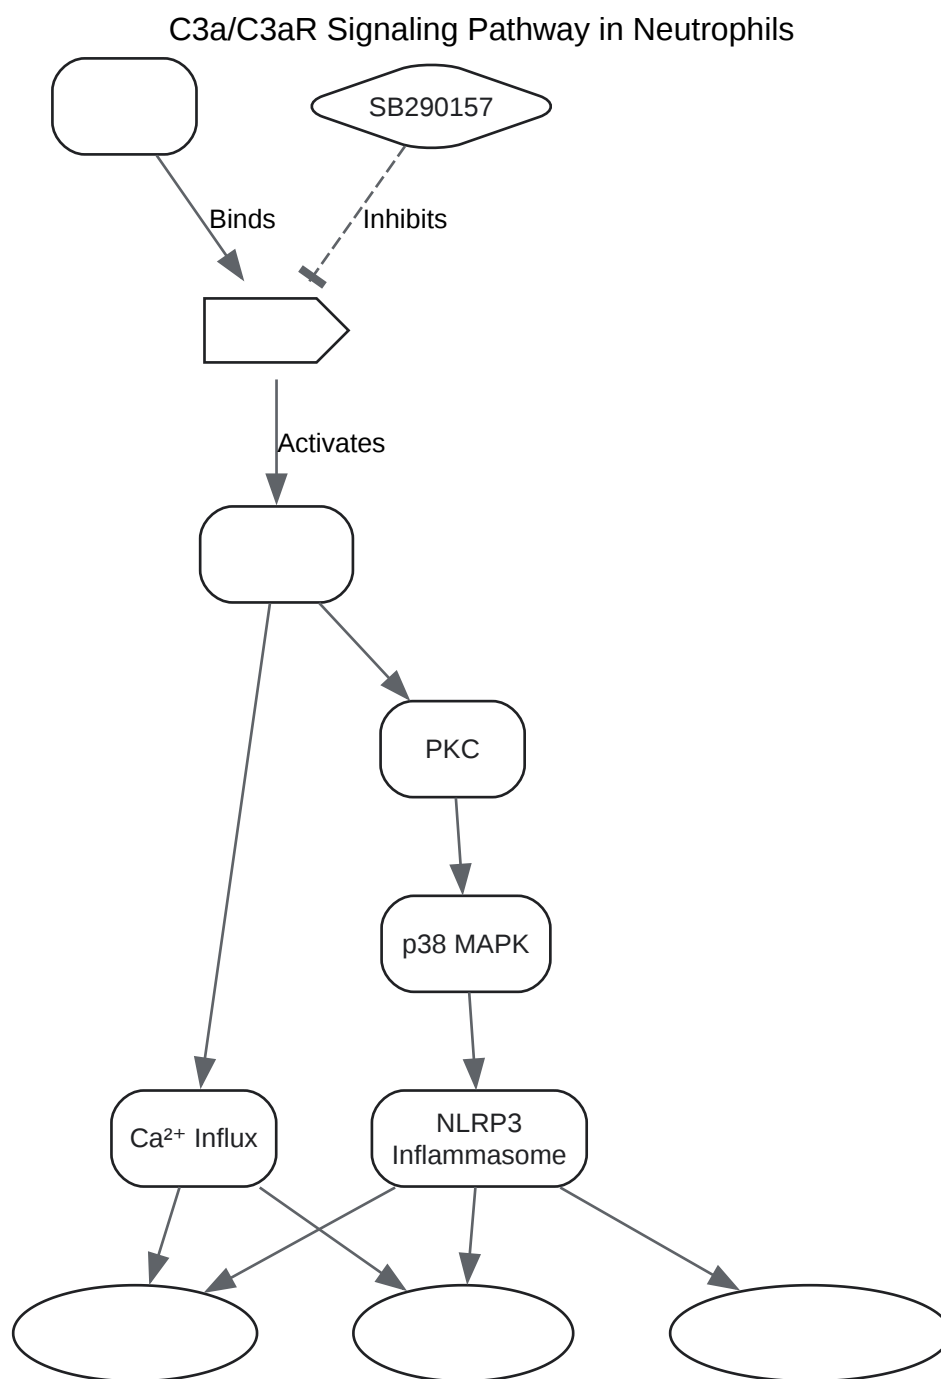 C3a/C3aR Signaling Pathway in Neutrophils
SB290157
Binds
Inhibits
Activates
PKC
p38 MAPK
Ca²⁺ Influx
NLRP3
Inflammasome